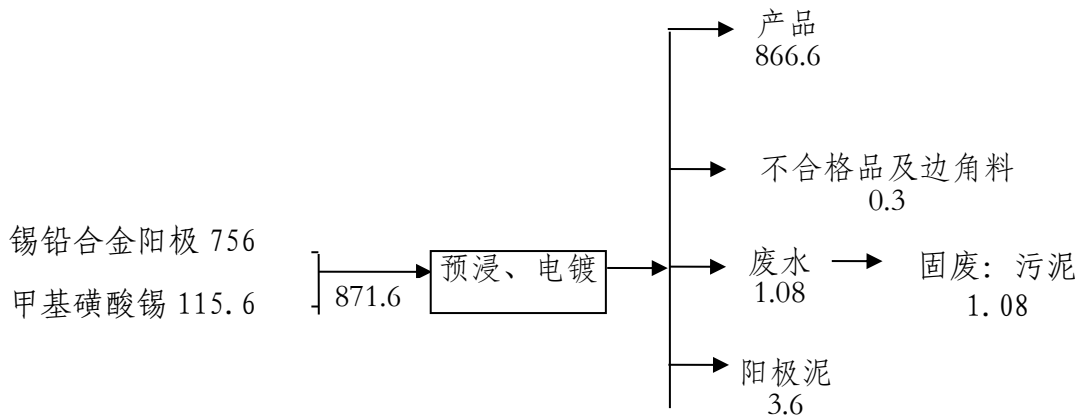 产品
866.6
不合格品及边角料
0.3
锡铅合金阳极 756
甲基磺酸锡 115.6
871.6
预浸、电镀
废水
1.08
固废：污泥
1.08
阳极泥
3.6